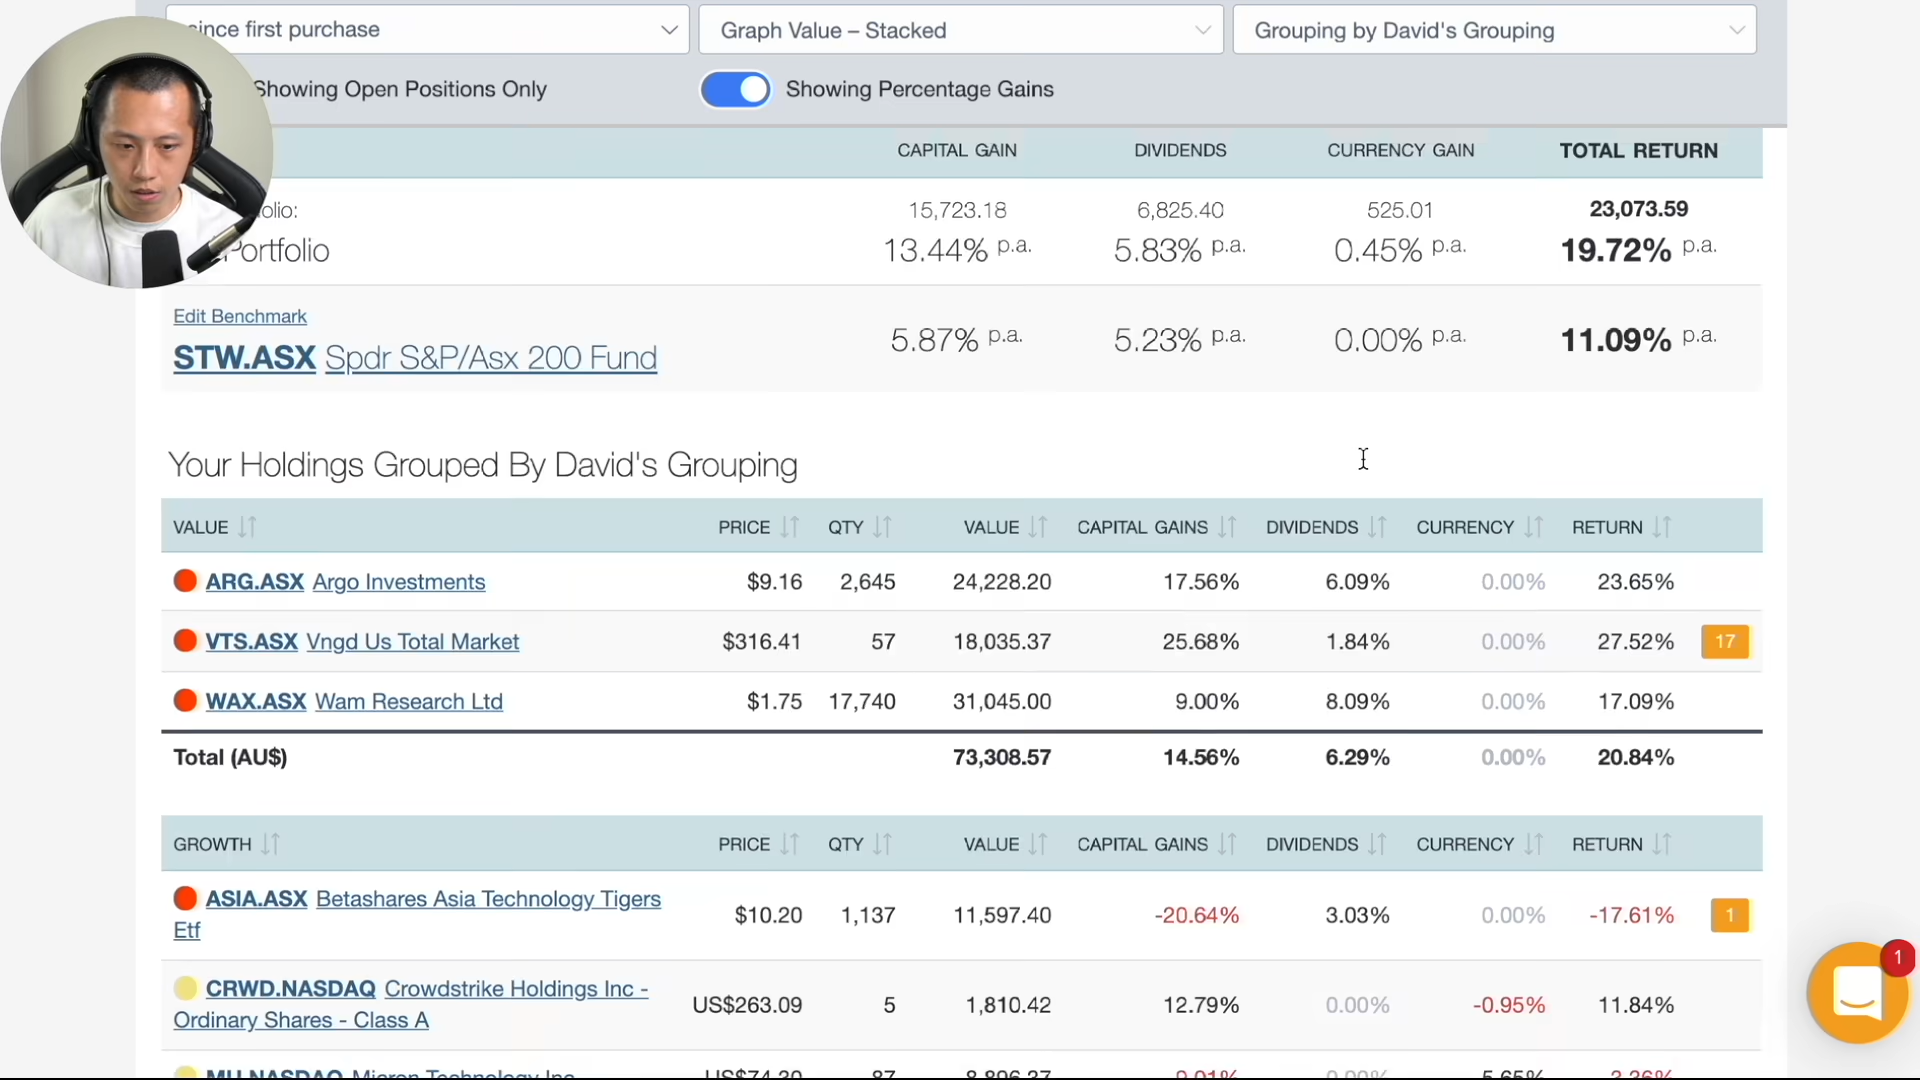 since first purchase
Graph Value – Stacked
Grouping by David's Grouping
Showing Open Positions Only
Showing Percentage Gains
CAPITAL GAIN DIVIDENDS CURRENCY GAIN TOTAL RETURN
15,723.18 6,825.40 525.01 23,073.59
Portfolio 13.44% p.a. 5.83% p.a. 0.45% p.a. 19.72% p.a.
Edit Benchmark
STW.ASX Spdr S&P/Asx 200 Fund 5.87% p.a. 5.23% p.a. 0.00% p.a. 11.09% p.a.
Your Holdings Grouped By David's Grouping
VALUE PRICE QTY VALUE CAPITAL GAINS DIVIDENDS CURRENCY RETURN
ARG.ASX Argo Investments $9.16 2,645 24,228.20 17.56% 6.09% 0.00% 23.65%
VTS.ASX Vngd Us Total Market $316.41 57 18,035.37 25.68% 1.84% 0.00% 27.52% 17
WAX.ASX Wam Research Ltd $1.75 17,740 31,045.00 9.00% 8.09% 0.00% 17.09%
Total (AU$) 73,308.57 14.56% 6.29% 0.00% 20.84%
GROWTH PRICE QTY VALUE CAPITAL GAINS DIVIDENDS CURRENCY RETURN
ASIA.ASX Betashares Asia Technology Tigers
Etf $10.20 1,137 11,597.40 -20.64% 3.03% 0.00% -17.61% 1
CRWD.NASDAQ Crowdstrike Holdings Inc -
Ordinary Shares - Class A US$263.09 5 1,810.42 12.79% 0.00% -0.95% 11.84%
1
MU.NASDAQ Micron Technology Inc